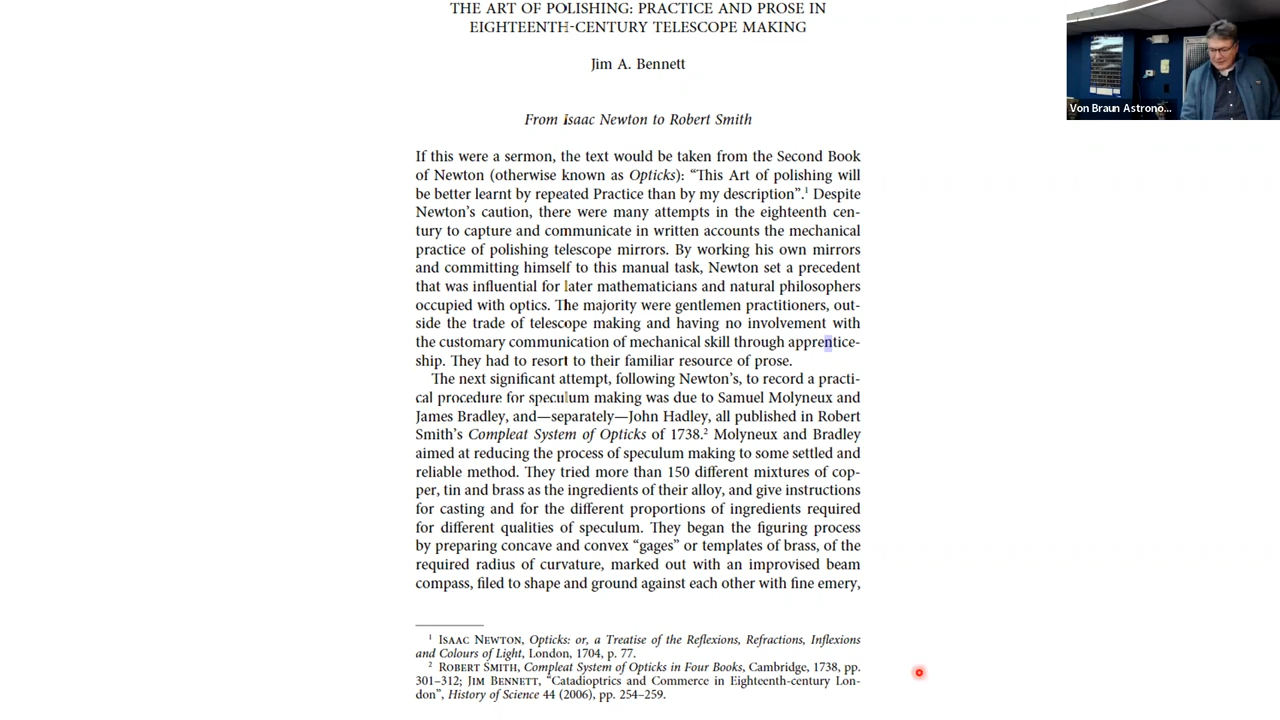 THE ART OF POLISHING: PRACTICE AND PROSE IN
EIGHTEENTH-CENTURY TELESCOPE MAKING
Jim A. Bennett
From Isaac Newton to Robert Smith
If this were a sermon, the text would be taken from the Second Book
of Newton (otherwise known as Opticks): “This Art of polishing will
be better learnt by repeated Practice than by my description”.¹ Despite
Newton’s caution, there were many attempts in the eighteenth cen-
tury to capture and communicate in written accounts the mechanical
practice of polishing telescope mirrors. By working his own mirrors
and committing himself to this manual task, Newton set a precedent
that was influential for later mathematicians and natural philosophers
occupied with optics. The majority were gentlemen practitioners, out-
side the trade of telescope making and having no involvement with
the customary communication of mechanical skill through apprentice-
ship. They had to resort to their familiar resource of prose.
The next significant attempt, following Newton’s, to record a practi-
cal procedure for speculum making was due to Samuel Molyneux and
James Bradley, and—separately—John Hadley, all published in Robert
Smith’s Compleat System of Opticks of 1738.² Molyneux and Bradley
aimed at reducing the process of speculum making to some settled and
reliable method. They tried more than 150 different mixtures of cop-
per, tin and brass as the ingredients of their alloy, and give instructions
for casting and for the different proportions of ingredients required
for different qualities of speculum. They began the figuring process
by preparing concave and convex “gages” or templates of brass, of the
required radius of curvature, marked out with an improvised beam
compass, filed to shape and ground against each other with fine emery,
¹ Isaac Newton, Opticks: or, a Treatise of the Reflexions, Refractions, Inflexions
and Colours of Light, London, 1704, p. 77.
² Robert Smith, Compleat System of Opticks in Four Books, Cambridge, 1738, pp.
301–312; Jim Bennett, “Catadioptrics and Commerce in Eighteenth-century Lon-
don”, History of Science 44 (2006), pp. 254–259.
Von Braun Astrono...